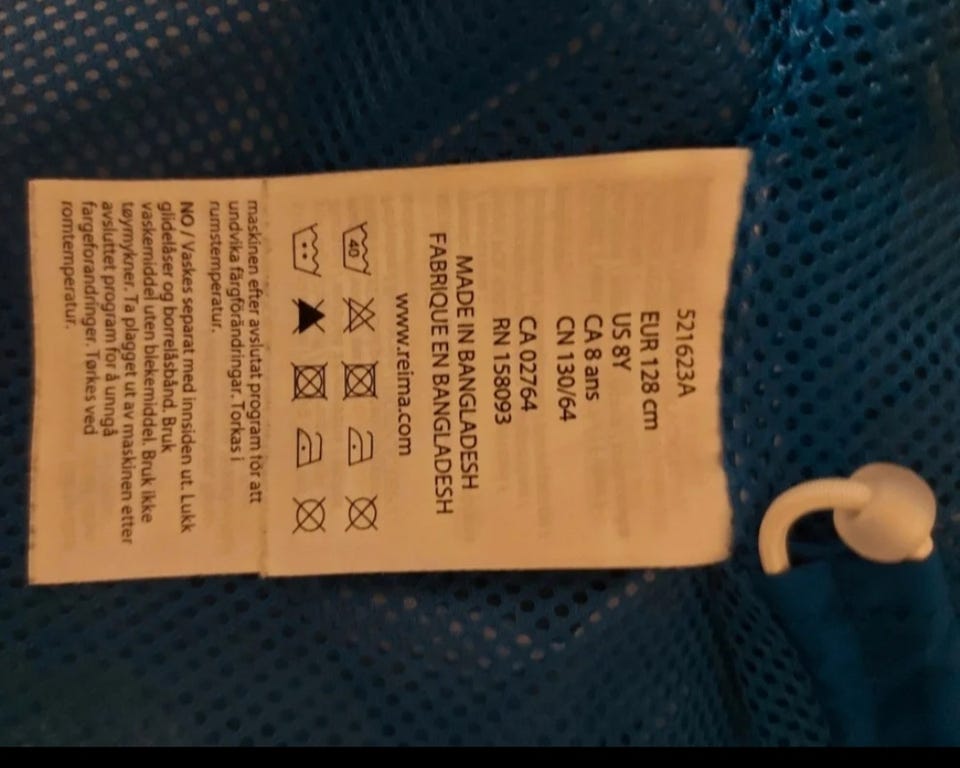 521623A
EUR 128 cm
US 8Y
CA 8 ans
CN 130/64
CA 02764
RN 158093
MADE IN BANGLADESH
FABRIQUE EN BANGLADESH
www.reima.com
40
maskinen efter avslutat program för att
undvika färgförändringar. Torkas i
rumstemperatur.
NO / Vaskes separat med innsiden ut. Lukk
glidelåser og borrelåsbånd. Bruk
vaskemiddel uten blekemiddel. Bruk ikke
tøymykner. Ta plagget ut av maskinen etter
avsluttet program for å unngå
fargeforandringer. Tørkes ved
romtemperatur.